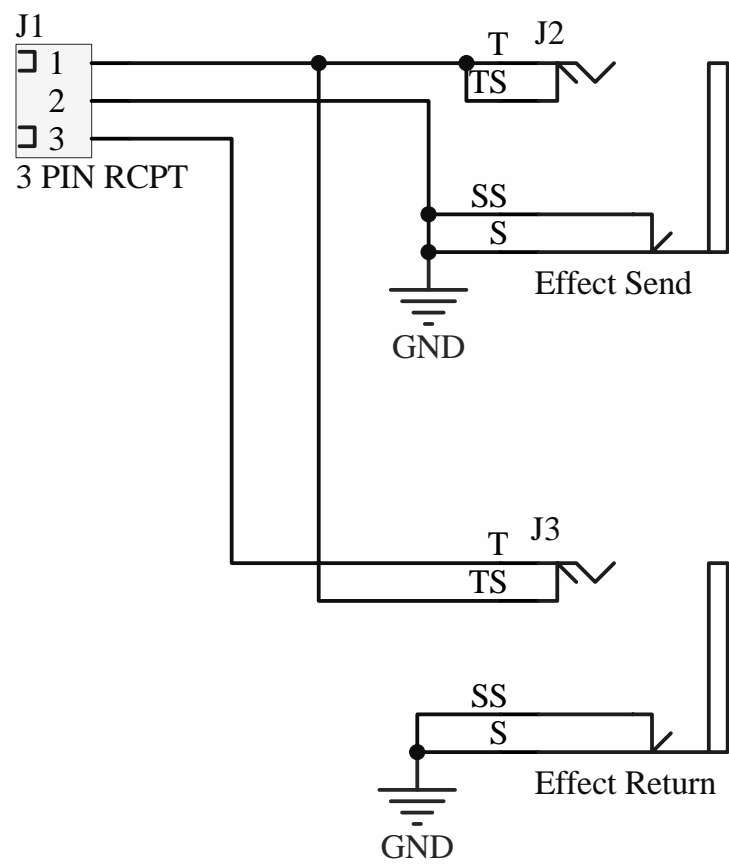 J1
1
2
3
3 PIN RCPT
T
J2
TS
SS
S
Effect Send
GND
T
J3
TS
SS
S
Effect Return
GND